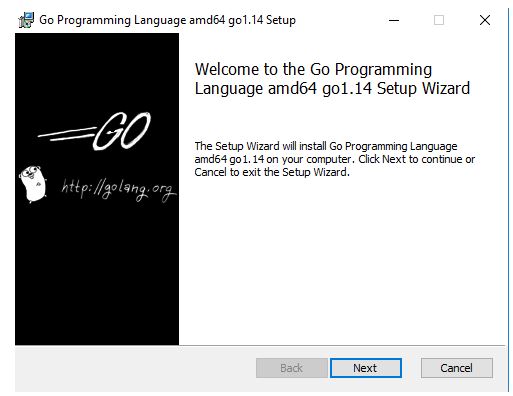 Go Programming Language amd64 go1.14 Setup
Welcome to the Go Programming
Language amd64 go1.14 Setup Wizard
GO
http://golang.org
The Setup Wizard will install Go Programming Language
amd64 go1.14 on your computer. Click Next to continue or
Cancel to exit the Setup Wizard.
Back
Next
Cancel